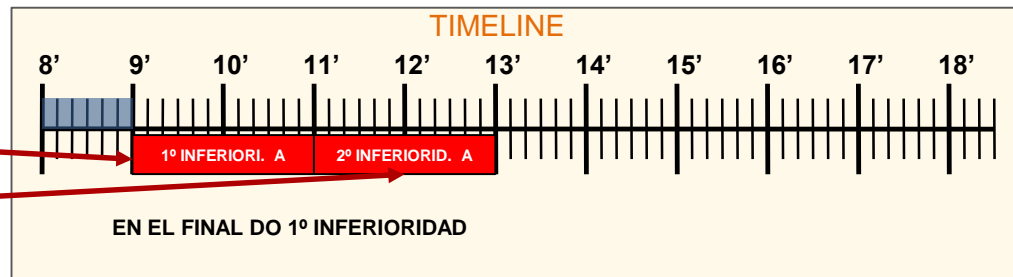 TIMELINE
8’ 9’ 10’ 11’ 12’ 13’ 14’ 15’ 16’ 17’ 18’
1º INFERIORI. A 2º INFERIORID. A
EN EL FINAL DO 1º INFERIORIDAD